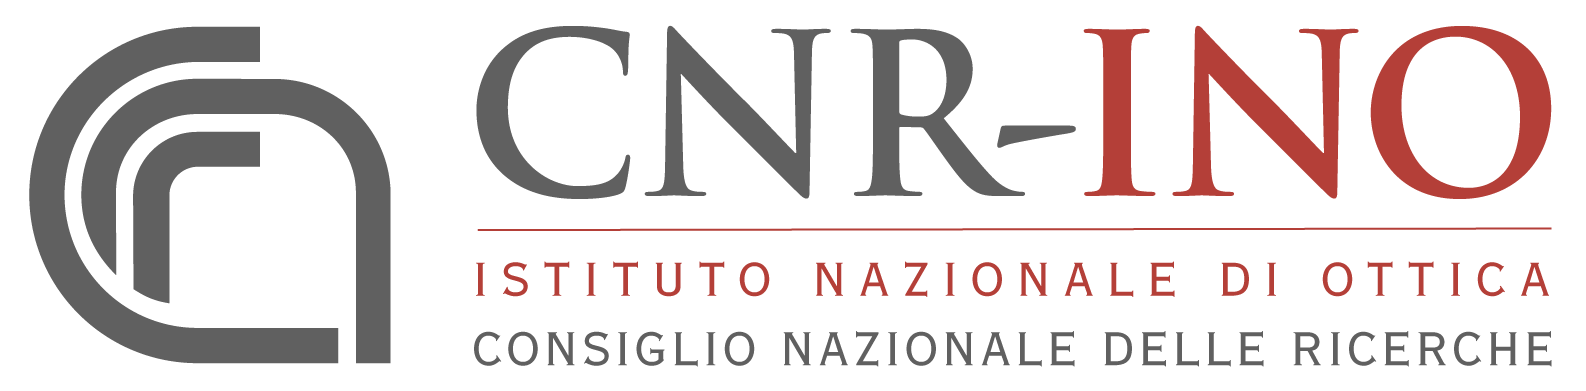 CNR-INO
ISTITUTO NAZIONALE DI OTTICA
CONSIGLIO NAZIONALE DELLE RICERCHE